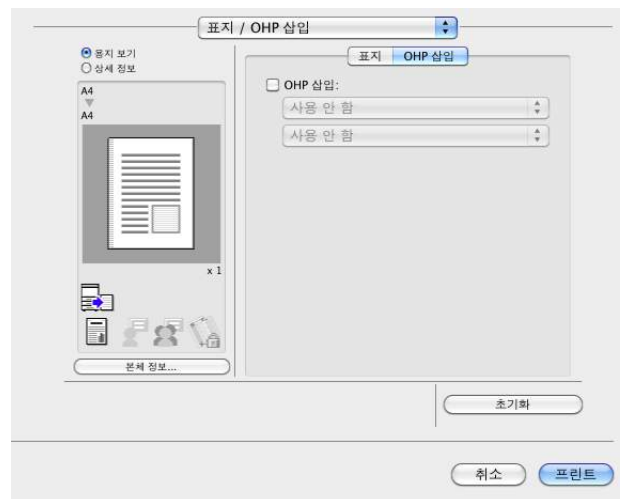 표지 / OHP 삽입
용지 보기
상세 정보
표지
OHP 삽입
A4
A4
OHP 삽입:
사용 안 함
사용 안 함
x 1
본체 정보...
초기화
취소
프린트